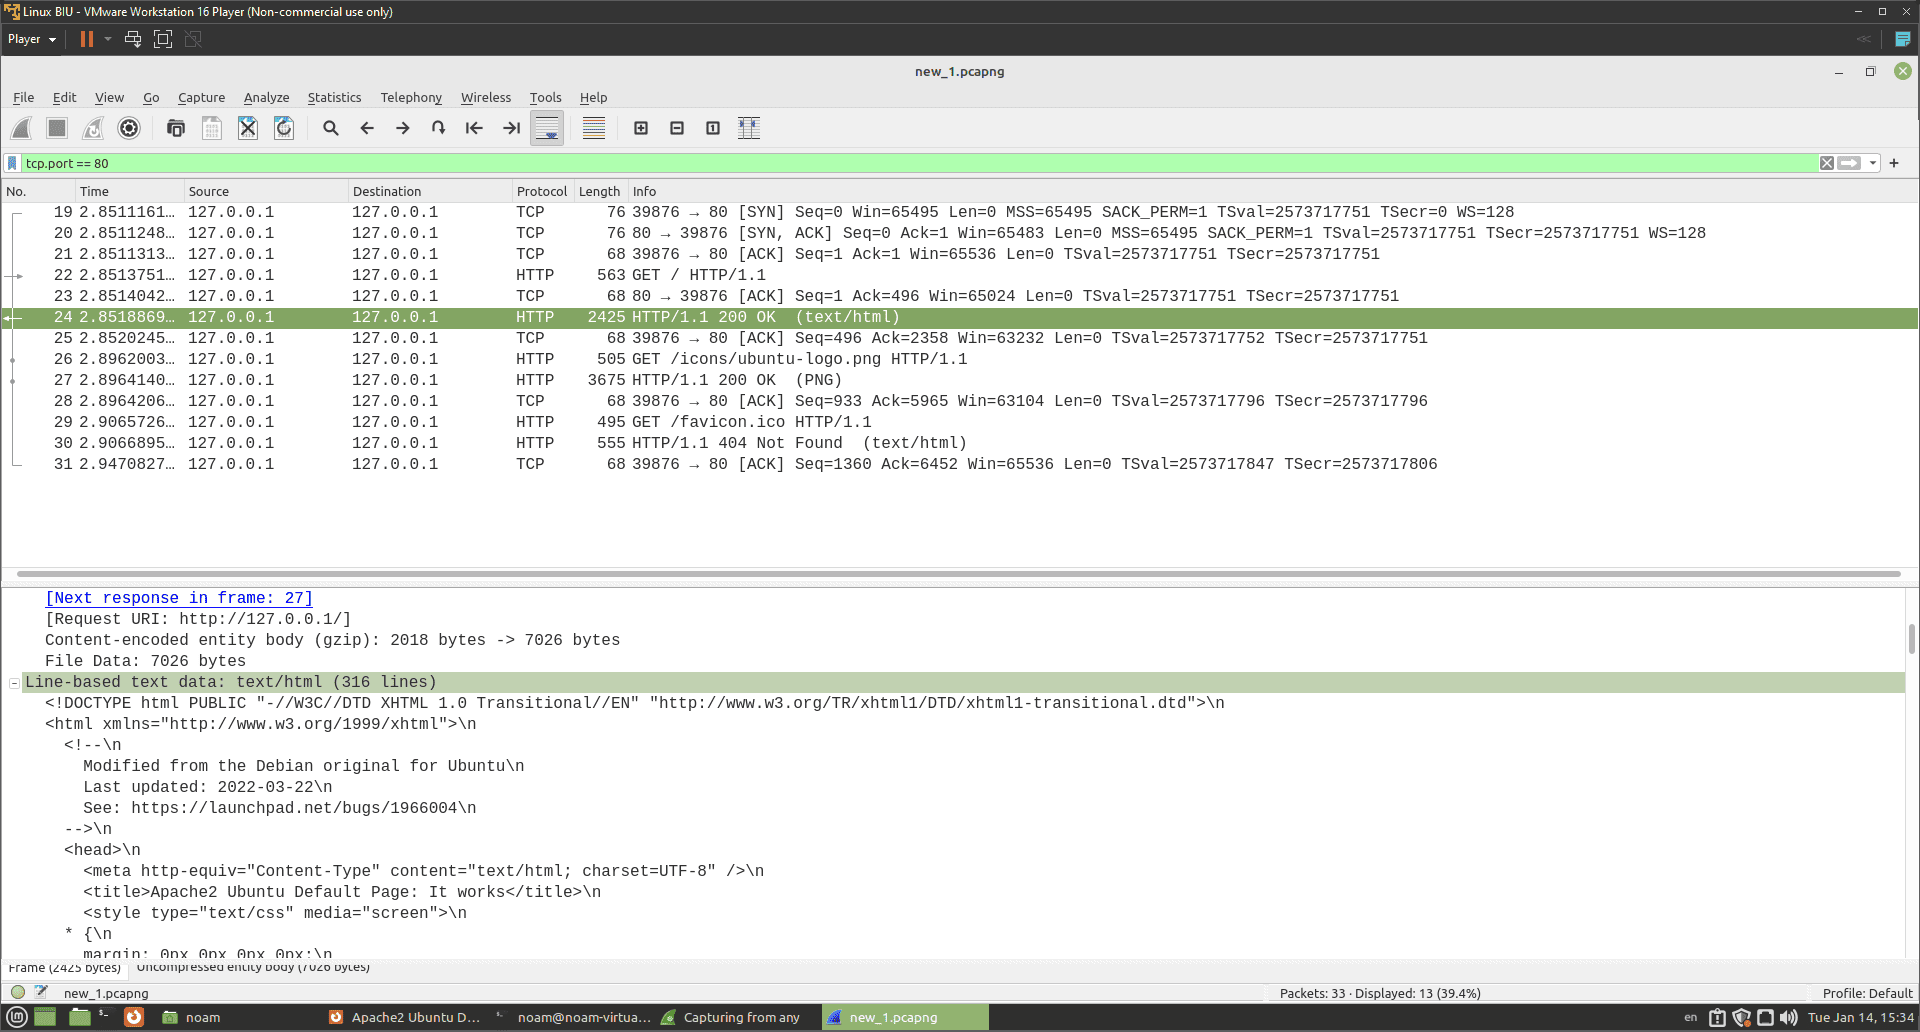 Linux BIU - VMware Workstation 16 Player (Non-commercial use only)
Player
new_1.pcapng
File Edit View Go Capture Analyze Statistics Telephony Wireless Tools Help
tcp.port == 80
No. Time Source Destination Protocol Length Info
19 2.8511161… 127.0.0.1 127.0.0.1 TCP 76 39876 → 80 [SYN] Seq=0 Win=65495 Len=0 MSS=65495 SACK_PERM=1 TSval=2573717751 TSecr=0 WS=128
20 2.8511248… 127.0.0.1 127.0.0.1 TCP 76 80 → 39876 [SYN, ACK] Seq=0 Ack=1 Win=65483 Len=0 MSS=65495 SACK_PERM=1 TSval=2573717751 TSecr=2573717751 WS=128
21 2.8511313… 127.0.0.1 127.0.0.1 TCP 68 39876 → 80 [ACK] Seq=1 Ack=1 Win=65536 Len=0 TSval=2573717751 TSecr=2573717751
22 2.8513751… 127.0.0.1 127.0.0.1 HTTP 563 GET / HTTP/1.1
23 2.8514042… 127.0.0.1 127.0.0.1 TCP 68 80 → 39876 [ACK] Seq=1 Ack=496 Win=65024 Len=0 TSval=2573717751 TSecr=2573717751
24 2.8518869… 127.0.0.1 127.0.0.1 HTTP 2425 HTTP/1.1 200 OK (text/html)
25 2.8520245… 127.0.0.1 127.0.0.1 TCP 68 39876 → 80 [ACK] Seq=496 Ack=2358 Win=63232 Len=0 TSval=2573717752 TSecr=2573717751
26 2.8962003… 127.0.0.1 127.0.0.1 HTTP 505 GET /icons/ubuntu-logo.png HTTP/1.1
27 2.8964140… 127.0.0.1 127.0.0.1 HTTP 3675 HTTP/1.1 200 OK (PNG)
28 2.8964206… 127.0.0.1 127.0.0.1 TCP 68 39876 → 80 [ACK] Seq=933 Ack=5965 Win=63104 Len=0 TSval=2573717796 TSecr=2573717796
29 2.9065726… 127.0.0.1 127.0.0.1 HTTP 495 GET /favicon.ico HTTP/1.1
30 2.9066895… 127.0.0.1 127.0.0.1 HTTP 555 HTTP/1.1 404 Not Found (text/html)
31 2.9470827… 127.0.0.1 127.0.0.1 TCP 68 39876 → 80 [ACK] Seq=1360 Ack=6452 Win=65536 Len=0 TSval=2573717847 TSecr=2573717806
[Next response in frame: 27]
[Request URI: http://127.0.0.1/]
Content-encoded entity body (gzip): 2018 bytes -> 7026 bytes
File Data: 7026 bytes
Line-based text data: text/html (316 lines)
<!DOCTYPE html PUBLIC "-//W3C//DTD XHTML 1.0 Transitional//EN" "http://www.w3.org/TR/xhtml1/DTD/xhtml1-transitional.dtd">\n
<html xmlns="http://www.w3.org/1999/xhtml">\n
<!--\n
Modified from the Debian original for Ubuntu\n
Last updated: 2022-03-22\n
See: https://launchpad.net/bugs/1966004\n
-->\n
<head>\n
<meta http-equiv="Content-Type" content="text/html; charset=UTF-8" />\n
<title>Apache2 Ubuntu Default Page: It works</title>\n
<style type="text/css" media="screen">\n
* {\n
margin: 0px 0px 0px 0px;\n
Frame (2425 bytes) Uncompressed entity body (7026 bytes)
new_1.pcapng Packets: 33 · Displayed: 13 (39.4%) Profile: Default
noam Apache2 Ubuntu D… noam@noam-virtua… Capturing from any new_1.pcapng en Tue Jan 14, 15:34